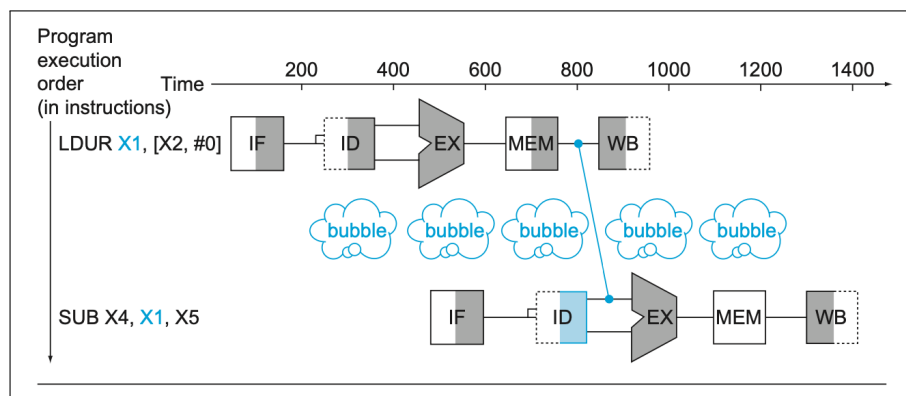 Program
execution
order
(in instructions)
Time
200 400 600 800 1000 1200 1400
LDUR X1, [X2, #0]
IF ID EX MEM WB
bubble bubble bubble bubble bubble
SUB X4, X1, X5
IF ID EX MEM WB